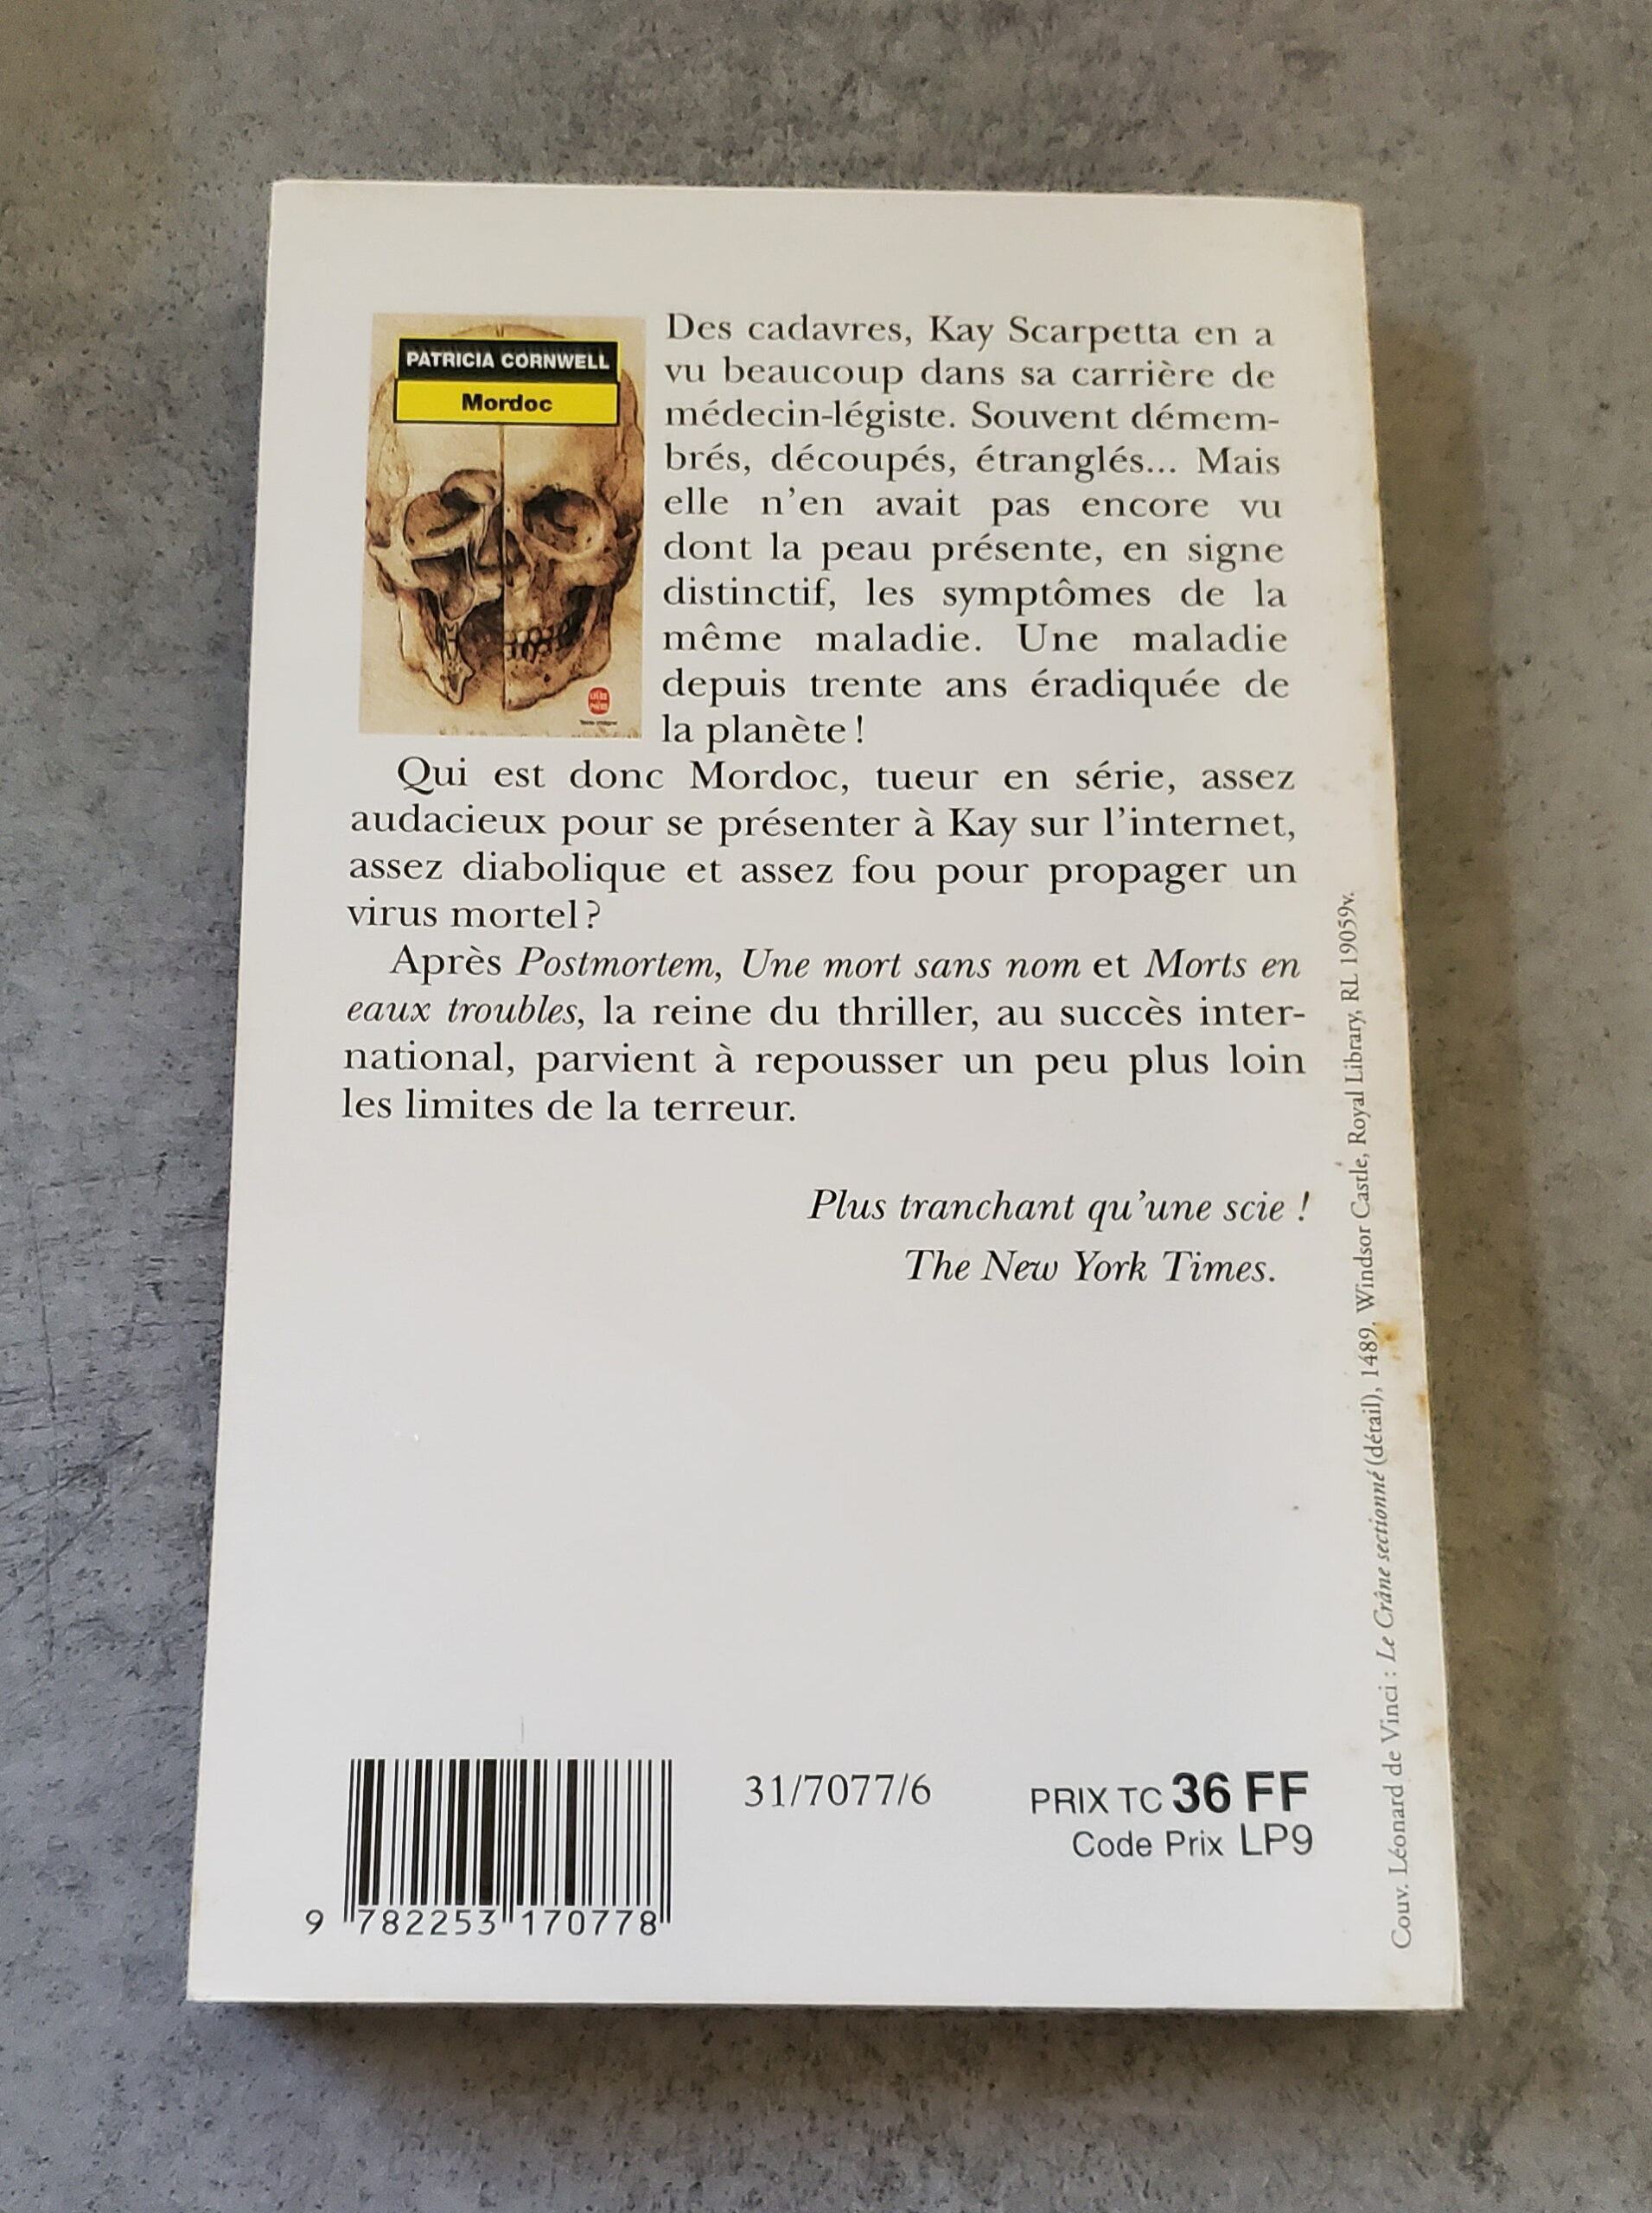 PATRICIA CORNWELL
Mordoc
Des cadavres, Kay Scarpetta en a
vu beaucoup dans sa carrière de
médecin-légiste. Souvent démem-
brés, découpés, étranglés... Mais
elle n'en avait pas encore vu
dont la peau présente, en signe
distinctif, les symptômes de la
même maladie. Une maladie
depuis trente ans éradiquée de
la planète !
Qui est donc Mordoc, tueur en série, assez
audacieux pour se présenter à Kay sur l'internet,
assez diabolique et assez fou pour propager un
virus mortel ?
Après Postmortem, Une mort sans nom et Morts en
eaux troubles, la reine du thriller, au succès inter-
national, parvient à repousser un peu plus loin
les limites de la terreur.
Plus tranchant qu'une scie !
The New York Times.
Couv. Léonard de Vinci : Le Crâne sectionné (détail), 1489. Windsor Castle, Royal Library, RL 19059v.
9 782253 170778
31/7077/6
PRIX TC 36 FF
Code Prix LP9